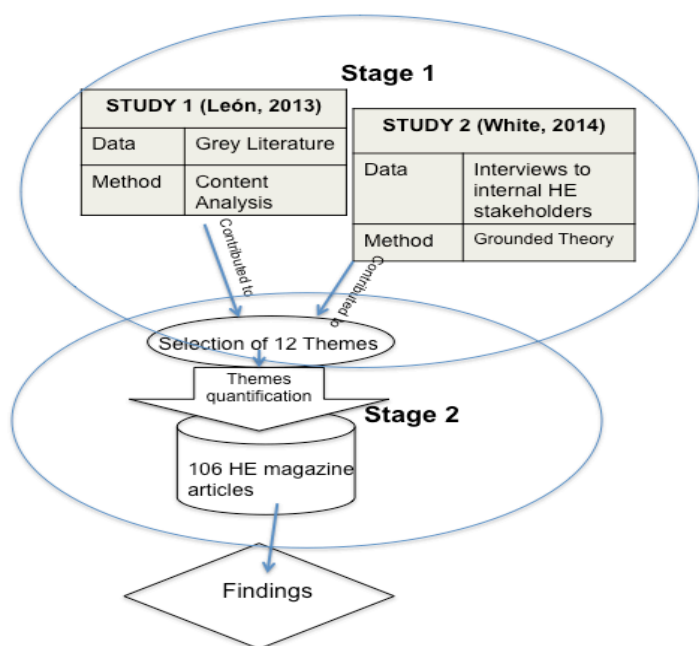 Stage 1
STUDY 1 (León, 2013)
Data Grey Literature
Method Content
Analysis
STUDY 2 (White, 2014)
Data Interviews to
internal HE
stakeholders
Method Grounded Theory
Contributed to
Contributed to
Selection of 12 Themes
Themes
quantification
Stage 2
106 HE magazine
articles
Findings